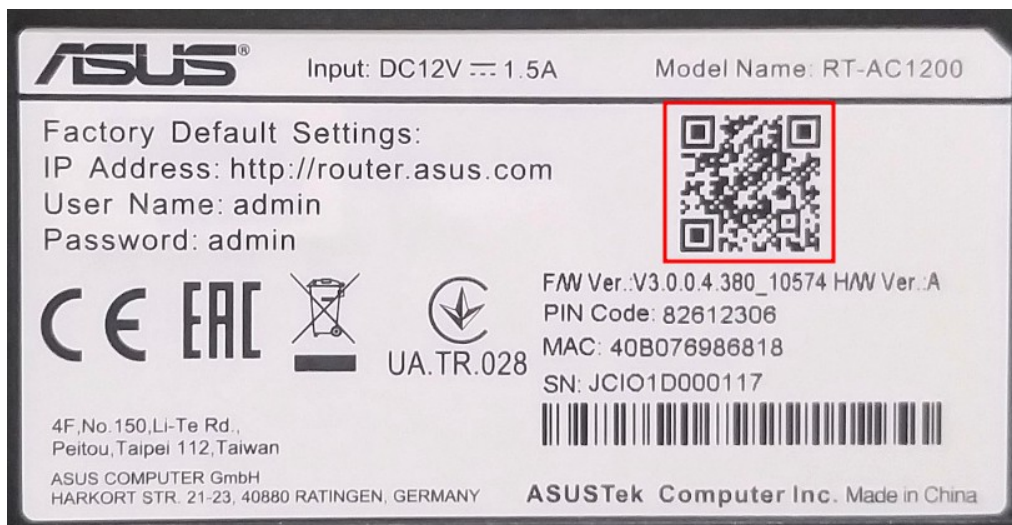 ASUS® Input: DC12V ⎓ 1.5A Model Name: RT-AC1200
Factory Default Settings:
IP Address: http://router.asus.com
User Name: admin
Password: admin
F/W Ver.:V3.0.0.4.380_10574 H/W Ver.:A
PIN Code: 82612306
MAC: 40B076986818
SN: JCIO1D000117
CE EAC
UA.TR.028
4F,No.150,Li-Te Rd.,
Peitou,Taipei 112,Taiwan
ASUS COMPUTER GmbH
HARKORT STR. 21-23, 40880 RATINGEN, GERMANY
ASUSTek Computer Inc. Made in China